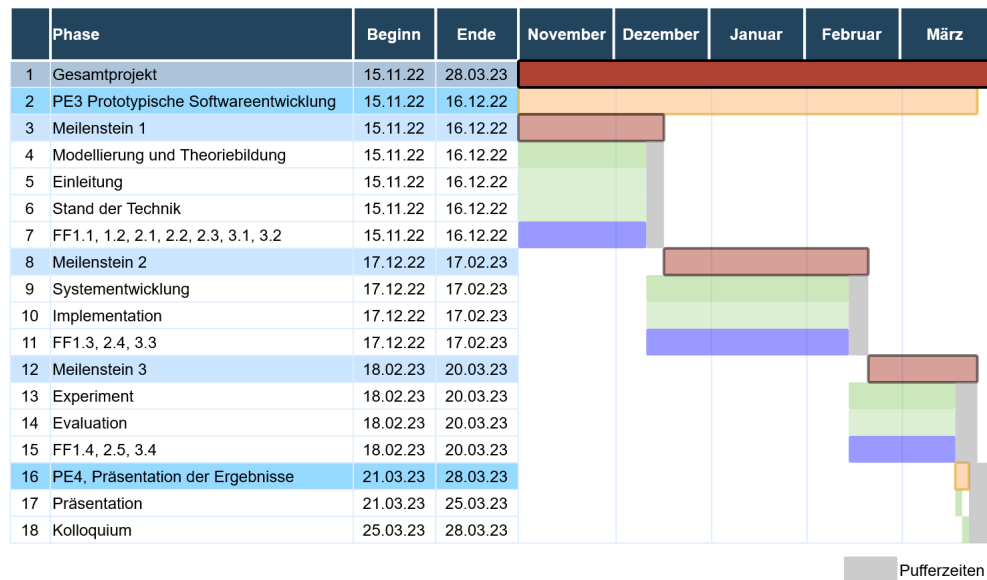 Phase Beginn Ende November Dezember Januar Februar März
1 Gesamtprojekt 15.11.22 28.03.23
2 PE3 Prototypische Softwareentwicklung 15.11.22 16.12.22
3 Meilenstein 1 15.11.22 16.12.22
4 Modellierung und Theoriebildung 15.11.22 16.12.22
5 Einleitung 15.11.22 16.12.22
6 Stand der Technik 15.11.22 16.12.22
7 FF1.1, 1.2, 2.1, 2.2, 2.3, 3.1, 3.2 15.11.22 16.12.22
8 Meilenstein 2 17.12.22 17.02.23
9 Systementwicklung 17.12.22 17.02.23
10 Implementation 17.12.22 17.02.23
11 FF1.3, 2.4, 3.3 17.12.22 17.02.23
12 Meilenstein 3 18.02.23 20.03.23
13 Experiment 18.02.23 20.03.23
14 Evaluation 18.02.23 20.03.23
15 FF1.4, 2.5, 3.4 18.02.23 20.03.23
16 PE4, Präsentation der Ergebnisse 21.03.23 28.03.23
17 Präsentation 21.03.23 25.03.23
18 Kolloquium 25.03.23 28.03.23
Pufferzeiten